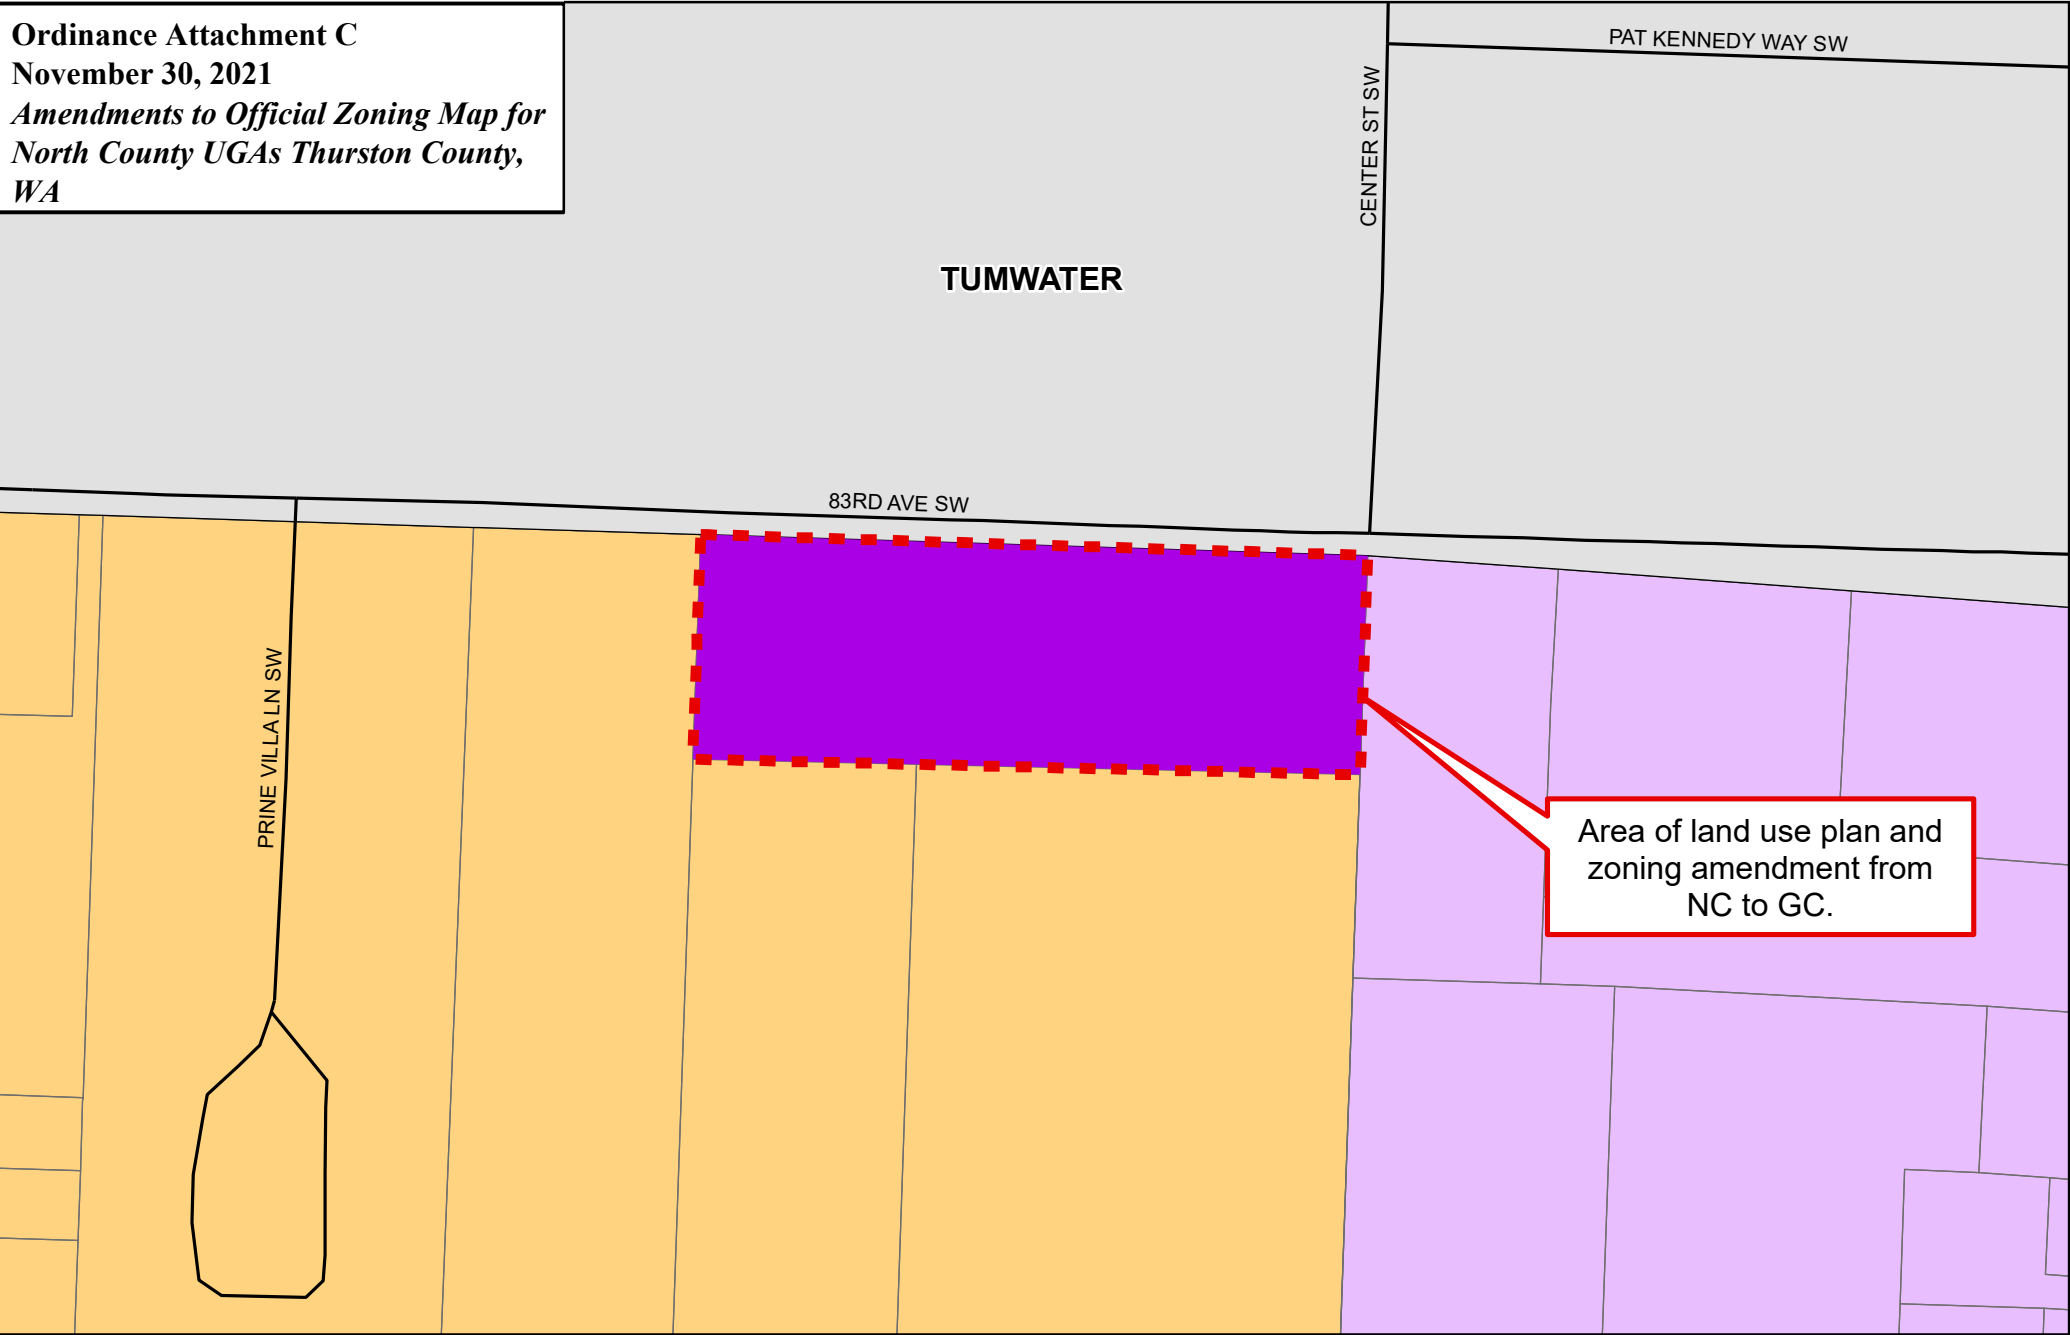 Ordinance Attachment C
November 30, 2021
Amendments to Official Zoning Map for
North County UGAs Thurston County,
WA
PAT KENNEDY WAY SW
CENTER ST SW
TUMWATER
83RD AVE SW
PRINE VILLA LN SW
Area of land use plan and
zoning amendment from
NC to GC.